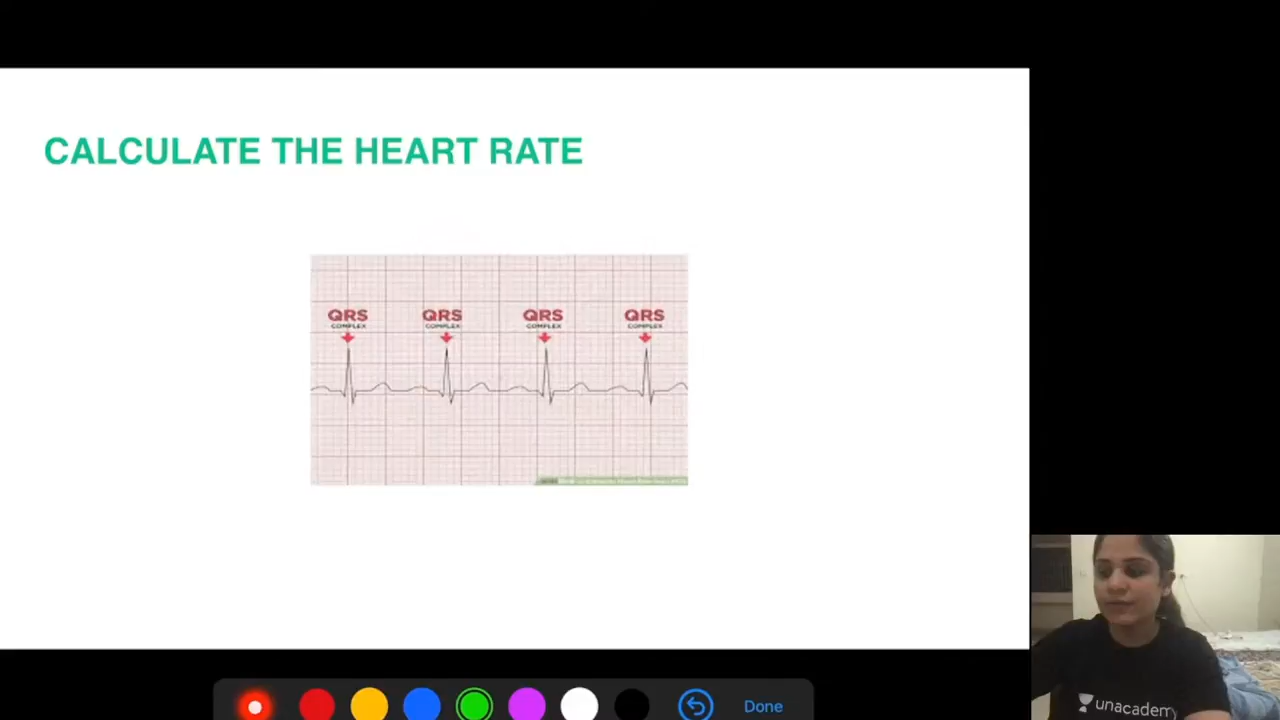 CALCULATE THE HEART RATE
QRS QRS QRS QRS
COMPLEX COMPLEX COMPLEX COMPLEX
Done
unacademy